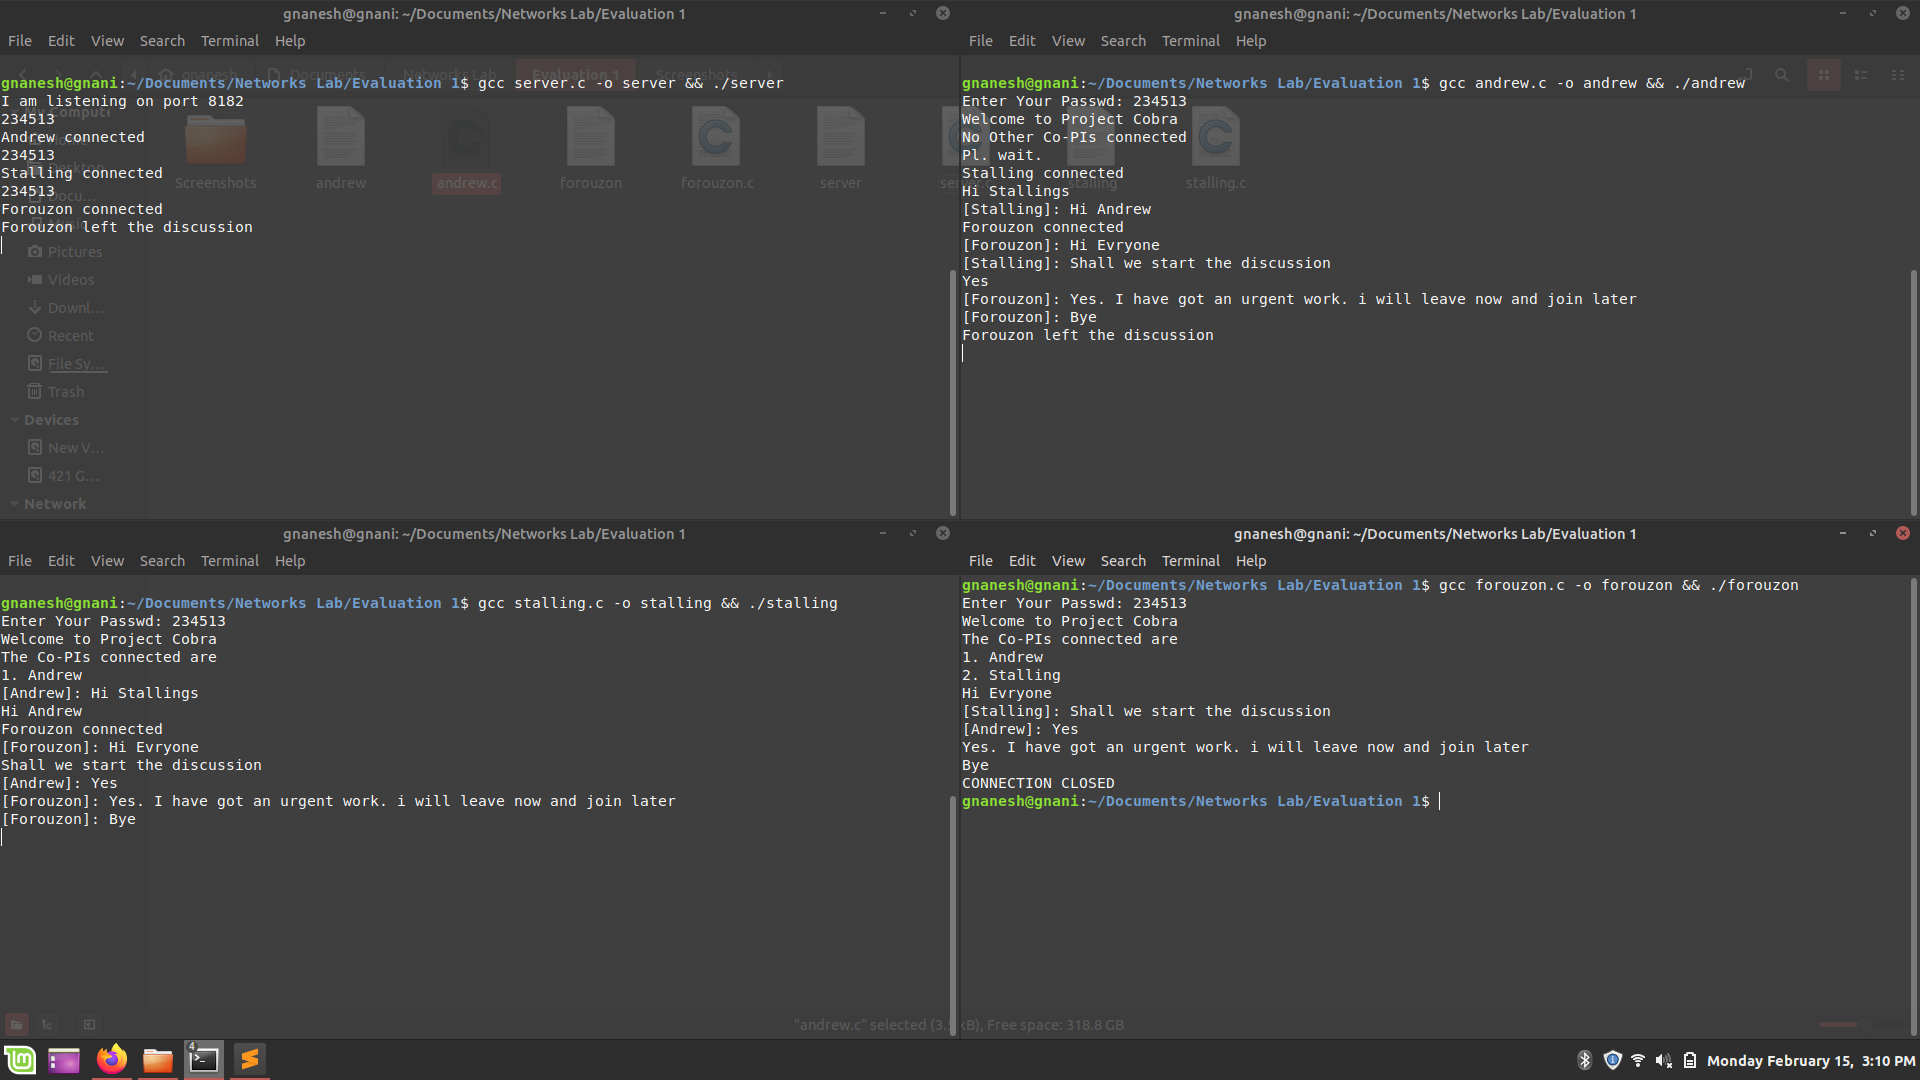 gnanesh@gnani: ~/Documents/Networks Lab/Evaluation 1
File Edit View Search Terminal Help
gnanesh@gnani:~/Documents/Networks Lab/Evaluation 1$ gcc server.c -o server && ./server
I am listening on port 8182
234513
Andrew connected
234513
Stalling connected
234513
Forouzon connected
Forouzon left the discussion
Screenshots
andrew
andrew.c
forouzon
forouzon.c
server
stalling
stalling.c
Pictures
Videos
Downl...
Recent
File Sy...
Trash
Devices
New V...
421 G...
Network
gnanesh@gnani: ~/Documents/Networks Lab/Evaluation 1
File Edit View Search Terminal Help
gnanesh@gnani:~/Documents/Networks Lab/Evaluation 1$ gcc andrew.c -o andrew && ./andrew
Enter Your Passwd: 234513
Welcome to Project Cobra
No Other Co-PIs connected
Pl. wait.
Stalling connected
Hi Stallings
[Stalling]: Hi Andrew
Forouzon connected
[Forouzon]: Hi Evryone
[Stalling]: Shall we start the discussion
Yes
[Forouzon]: Yes. I have got an urgent work. i will leave now and join later
[Forouzon]: Bye
Forouzon left the discussion
gnanesh@gnani: ~/Documents/Networks Lab/Evaluation 1
File Edit View Search Terminal Help
gnanesh@gnani:~/Documents/Networks Lab/Evaluation 1$ gcc stalling.c -o stalling && ./stalling
Enter Your Passwd: 234513
Welcome to Project Cobra
The Co-PIs connected are
1. Andrew
[Andrew]: Hi Stallings
Hi Andrew
Forouzon connected
[Forouzon]: Hi Evryone
Shall we start the discussion
[Andrew]: Yes
[Forouzon]: Yes. I have got an urgent work. i will leave now and join later
[Forouzon]: Bye
gnanesh@gnani: ~/Documents/Networks Lab/Evaluation 1
File Edit View Search Terminal Help
gnanesh@gnani:~/Documents/Networks Lab/Evaluation 1$ gcc forouzon.c -o forouzon && ./forouzon
Enter Your Passwd: 234513
Welcome to Project Cobra
The Co-PIs connected are
1. Andrew
2. Stalling
Hi Evryone
[Stalling]: Shall we start the discussion
[Andrew]: Yes
Yes. I have got an urgent work. i will leave now and join later
Bye
CONNECTION CLOSED
gnanesh@gnani:~/Documents/Networks Lab/Evaluation 1$
"andrew.c" selected (3.5 kB), Free space: 318.8 GB
4
Monday February 15, 3:10 PM